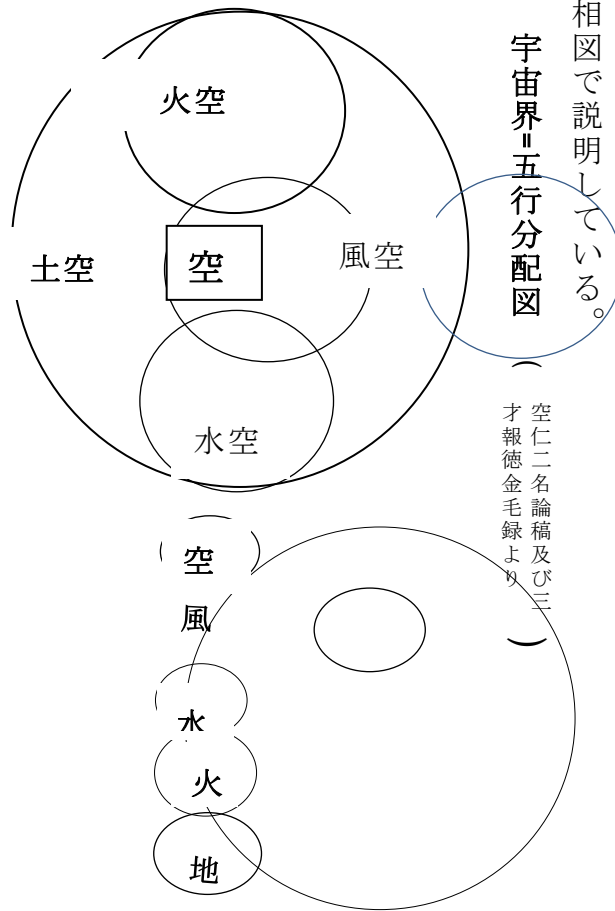 相図で説明している。
宇宙界=五行分配図
（空仁二名論稿及び三
才報徳金毛録より）
火空
風空
空
土空
水空
空
風
水
火
地